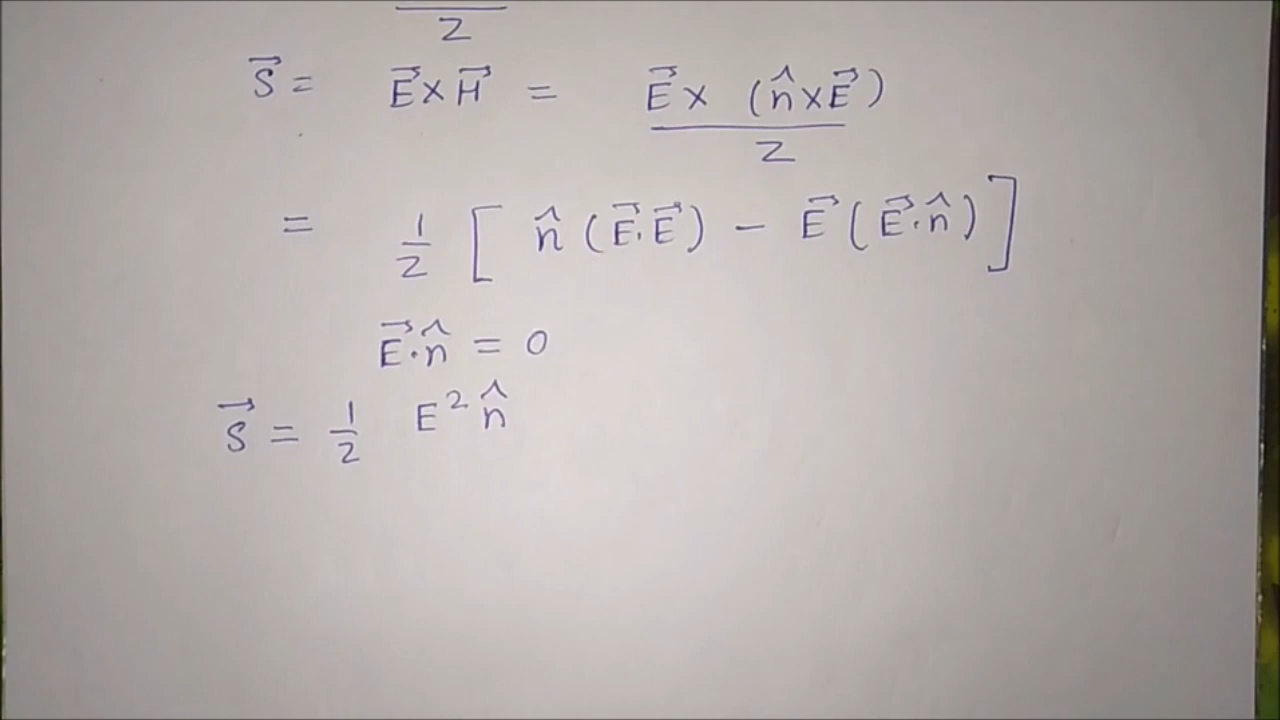 Z
S⃗ = E⃗ × H⃗ = E⃗ × (n̂ × E⃗) / Z
= 1/Z [ n̂ (E⃗.E⃗) − E⃗ (E⃗.n̂) ]
E⃗.n̂ = 0
S⃗ = 1/Z E² n̂